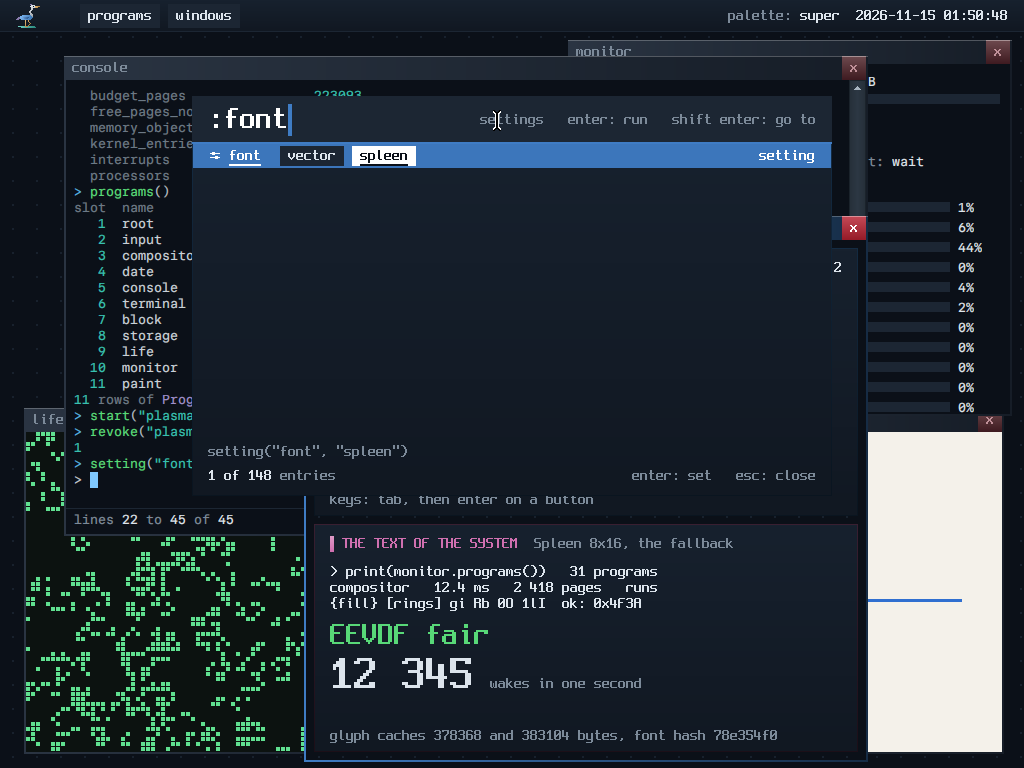 programs windows palette: super 2026-11-15 01:50:48
monitor x
console x
B
budget_pages 223093
free_pages_no
memory_object
kernel_entrie
interrupts
processors
> programs()
slot name
1 root
2 input
3 composito
4 date
5 console
6 terminal
7 block
8 storage
9 life
10 monitor
11 paint
11 rows of Prog
> start("plasma
> revoke("plasm
1
> setting("font
>
lines 22 to 45 of 45
:font settings enter: run shift enter: go to
font vector spleen setting
setting("font", "spleen")
1 of 148 entries enter: set esc: close
t: wait
1%
6%
44%
0%
4%
2%
0%
0%
0%
0%
0%
x
2
life x
keys: tab, then enter on a button
THE TEXT OF THE SYSTEM Spleen 8x16, the fallback
> print(monitor.programs()) 31 programs
compositor 12.4 ms 2 418 pages runs
{fill} [rings] gi Rb 0O 1lI ok: 0x4F3A
EEVDF fair
12 345 wakes in one second
glyph caches 378368 and 383104 bytes, font hash 78e354f0